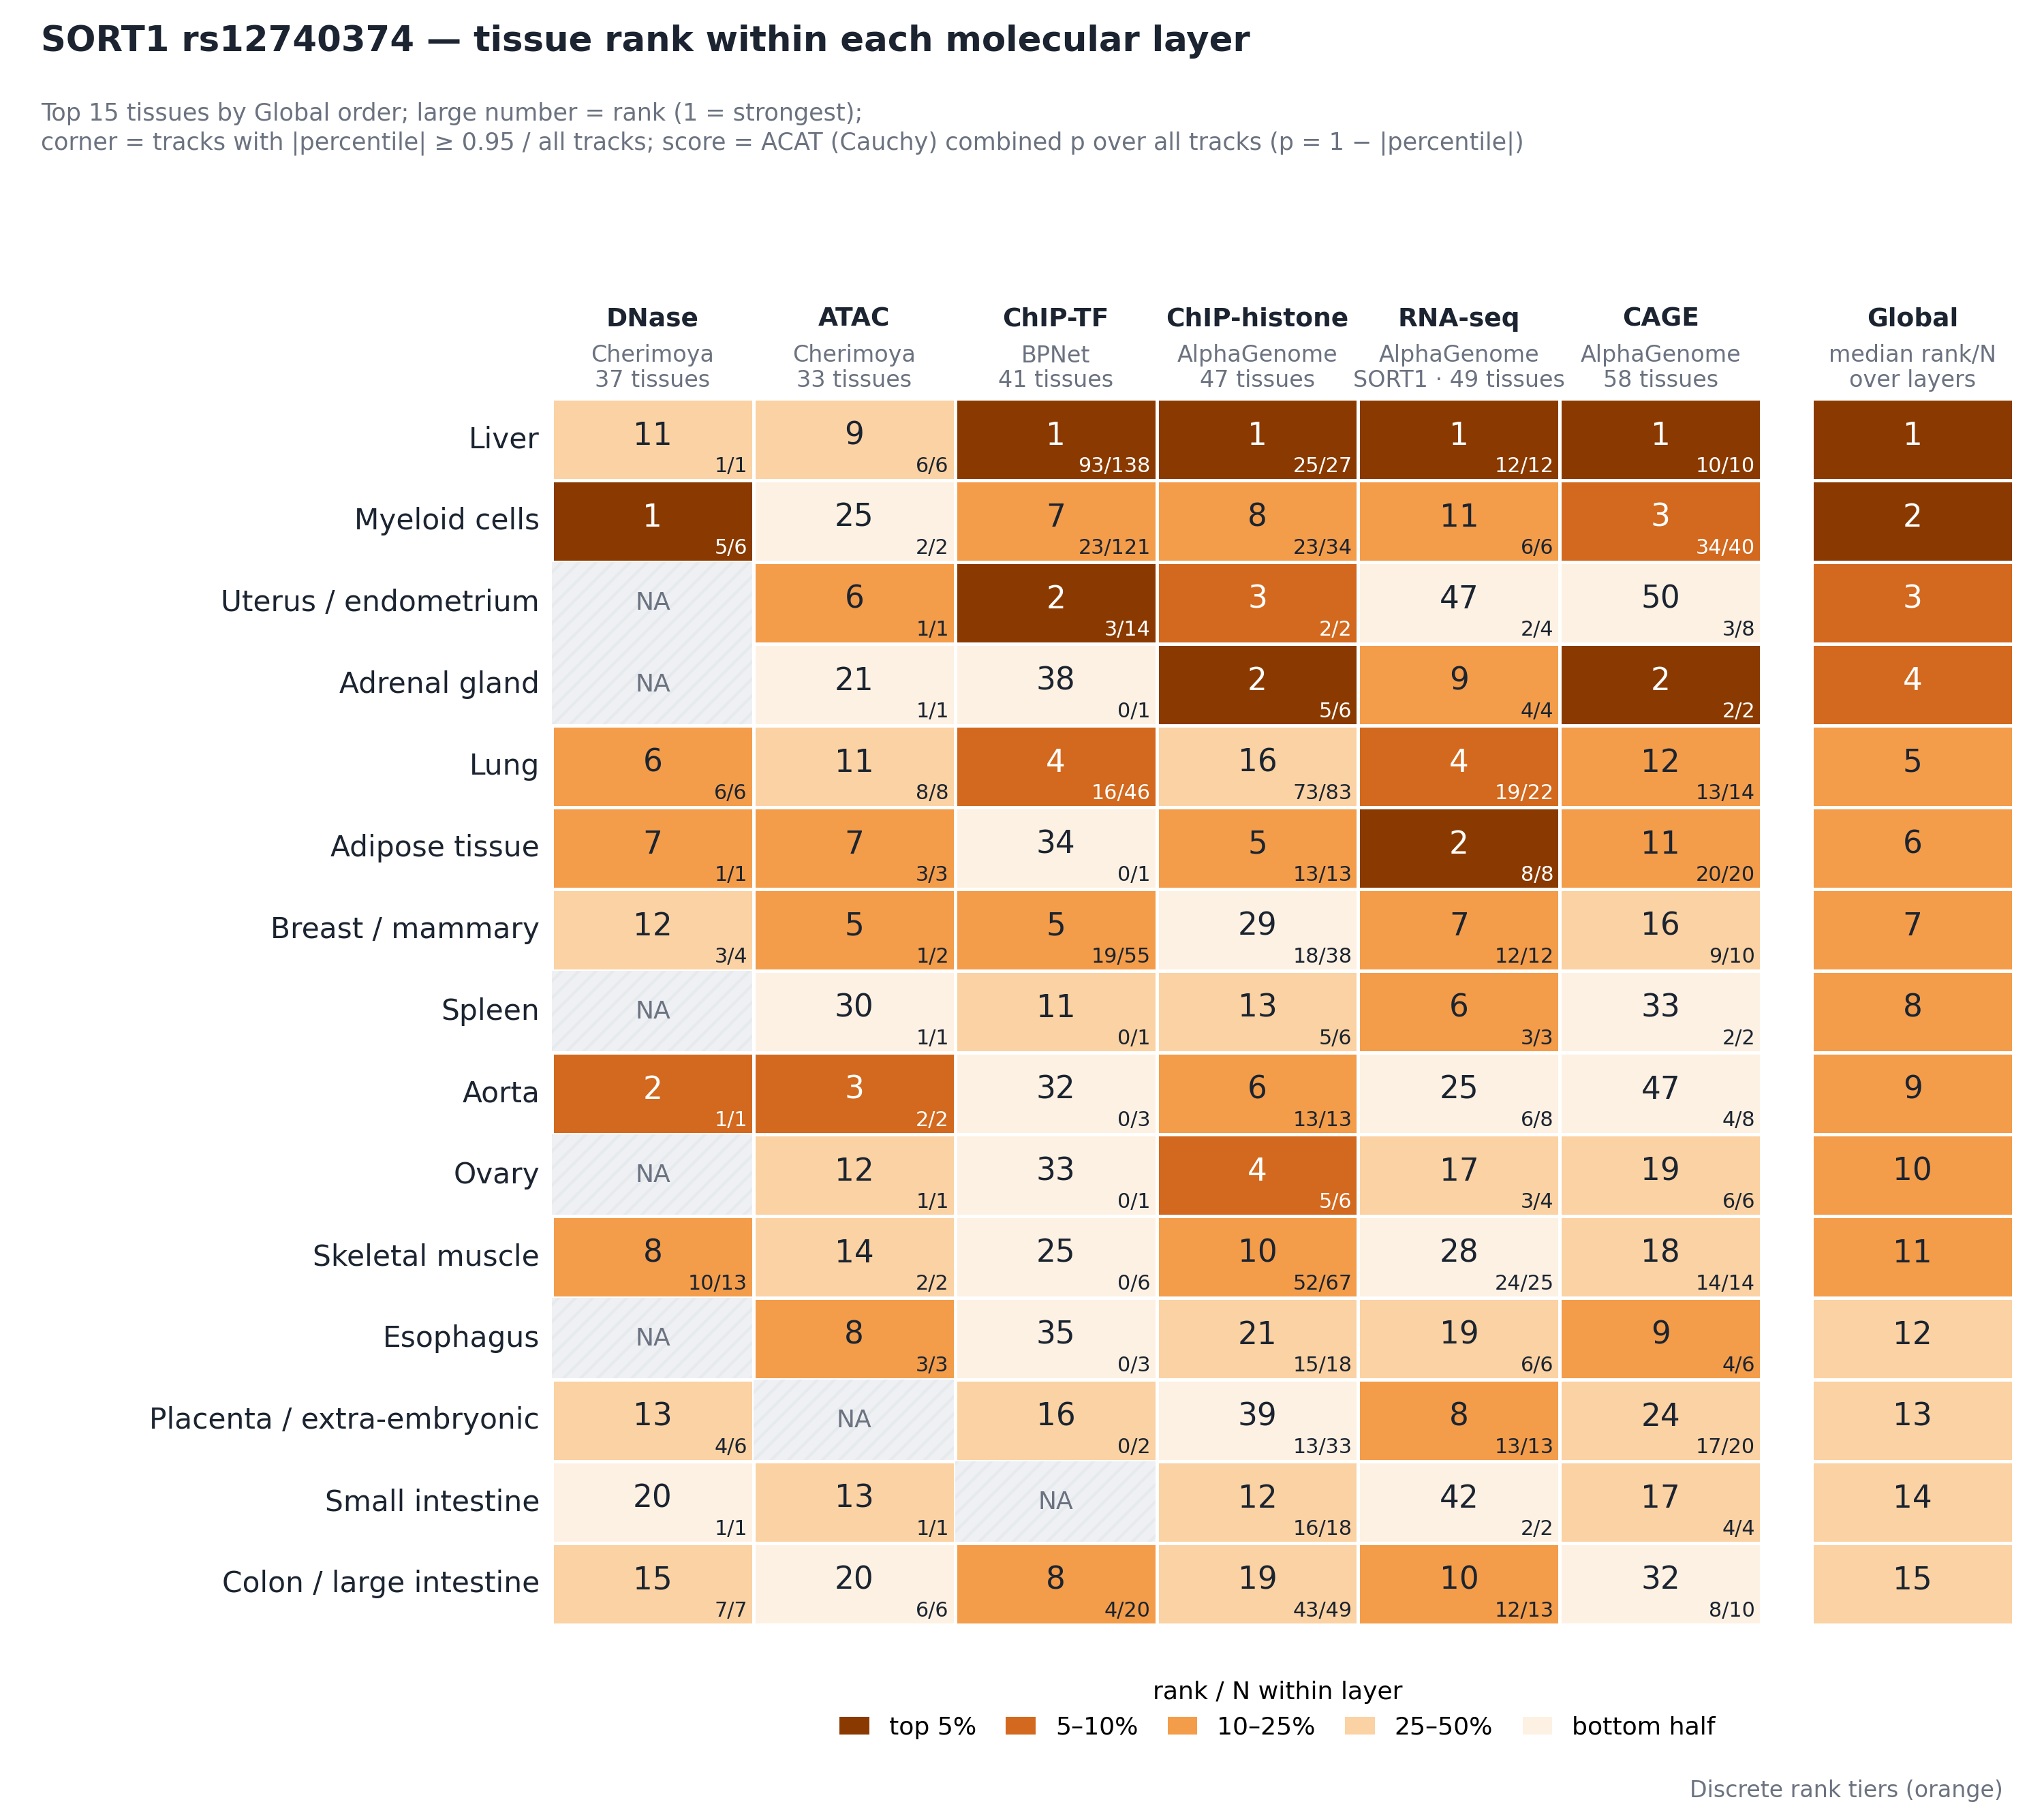 SORT1 rs12740374 — tissue rank within each molecular layer
Top 15 tissues by Global order; large number = rank (1 = strongest);
corner = tracks with |percentile| ≥ 0.95 / all tracks; score = ACAT (Cauchy) combined p over all tracks (p = 1 − |percentile|)
DNase ATAC ChIP-TF ChIP-histone RNA-seq CAGE Global
Cherimoya Cherimoya BPNet AlphaGenome AlphaGenome AlphaGenome median rank/N
37 tissues 33 tissues 41 tissues 47 tissues SORT1 · 49 tissues 58 tissues over layers
Liver 11 9 1 1 1 1 1
1/1 6/6 93/138 25/27 12/12 10/10
Myeloid cells 1 25 7 8 11 3 2
5/6 2/2 23/121 23/34 6/6 34/40
Uterus / endometrium NA 6 2 3 47 50 3
1/1 3/14 2/2 2/4 3/8
Adrenal gland NA 21 38 2 9 2 4
1/1 0/1 5/6 4/4 2/2
Lung 6 11 4 16 4 12 5
6/6 8/8 16/46 73/83 19/22 13/14
Adipose tissue 7 7 34 5 2 11 6
1/1 3/3 0/1 13/13 8/8 20/20
Breast / mammary 12 5 5 29 7 16 7
3/4 1/2 19/55 18/38 12/12 9/10
Spleen NA 30 11 13 6 33 8
1/1 0/1 5/6 3/3 2/2
Aorta 2 3 32 6 25 47 9
1/1 2/2 0/3 13/13 6/8 4/8
Ovary NA 12 33 4 17 19 10
1/1 0/1 5/6 3/4 6/6
Skeletal muscle 8 14 25 10 28 18 11
10/13 2/2 0/6 52/67 24/25 14/14
Esophagus NA 8 35 21 19 9 12
3/3 0/3 15/18 6/6 4/6
Placenta / extra-embryonic 13 NA 16 39 8 24 13
4/6 0/2 13/33 13/13 17/20
Small intestine 20 13 NA 12 42 17 14
1/1 1/1 16/18 2/2 4/4
Colon / large intestine 15 20 8 19 10 32 15
7/7 6/6 4/20 43/49 12/13 8/10
rank / N within layer
top 5% 5–10% 10–25% 25–50% bottom half
Discrete rank tiers (orange)